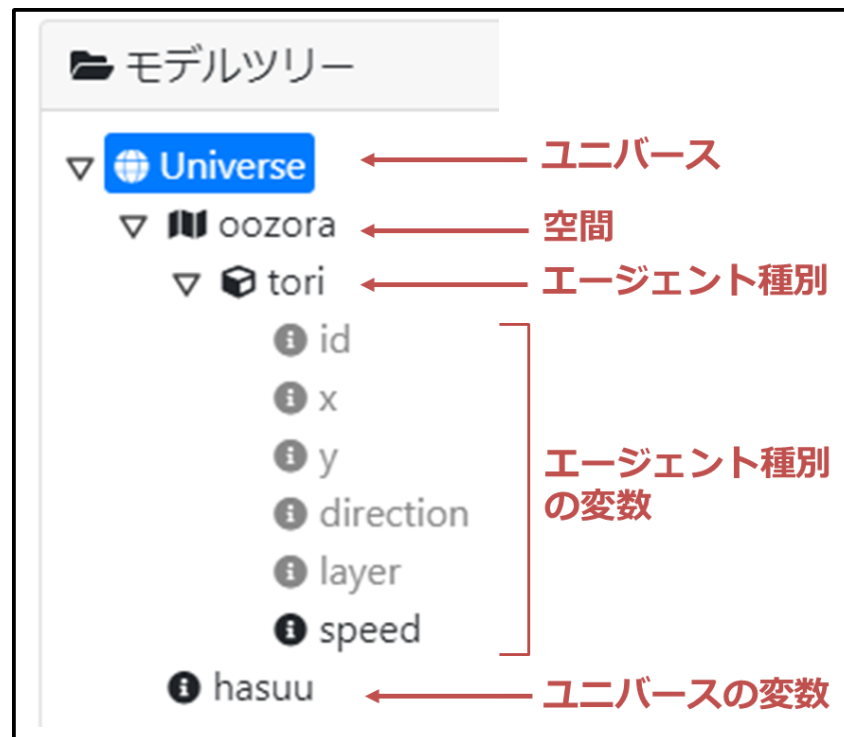 モデルツリー
Universe
ユニバース
oozora
空間
tori
エージェント種別
id
x
y
direction
layer
speed
エージェント種別
の変数
hasuu
ユニバースの変数